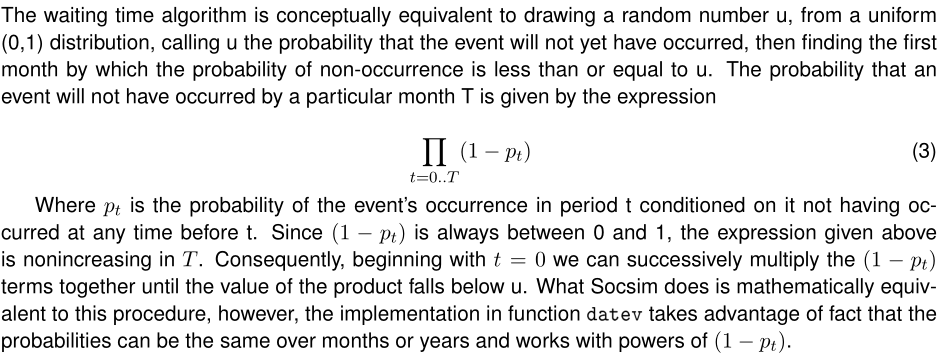 The waiting time algorithm is conceptually equivalent to drawing a random number u, from a uniform
(0,1) distribution, calling u the probability that the event will not yet have occurred, then finding the first
month by which the probability of non-occurrence is less than or equal to u. The probability that an
event will not have occurred by a particular month T is given by the expression
∏_{t=0..T} (1 − p_t) (3)
Where p_t is the probability of the event's occurrence in period t conditioned on it not having oc-
curred at any time before t. Since (1 − p_t) is always between 0 and 1, the expression given above
is nonincreasing in T. Consequently, beginning with t = 0 we can successively multiply the (1 − p_t)
terms together until the value of the product falls below u. What Socsim does is mathematically equiv-
alent to this procedure, however, the implementation in function datev takes advantage of fact that the
probabilities can be the same over months or years and works with powers of (1 − p_t).